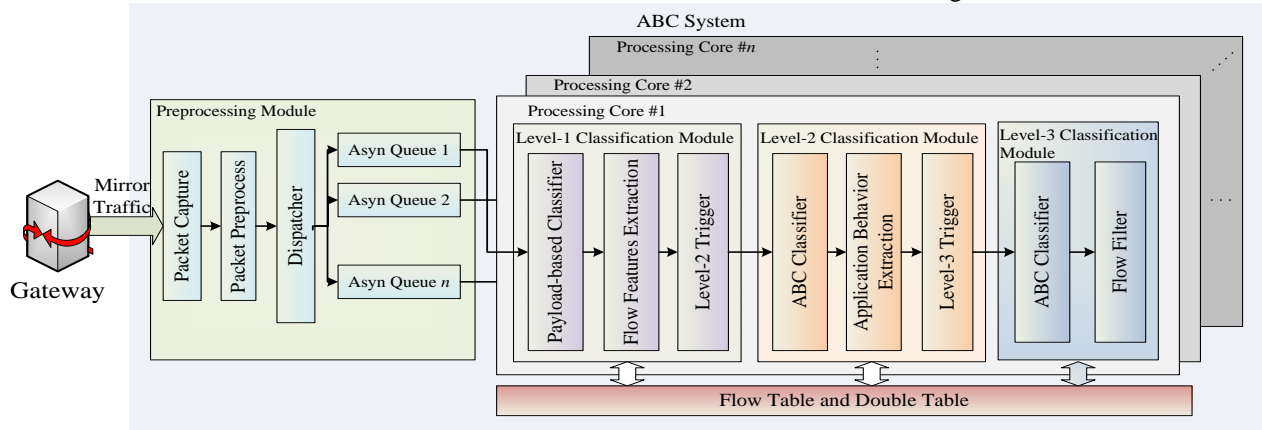 ABC System
Processing Core #n
Processing Core #2
Processing Core #1
Preprocessing Module
Mirror
Traffic
Gateway
Packet Capture
Packet Preprocess
Dispatcher
Asyn Queue 1
Asyn Queue 2
Asyn Queue n
Level-1 Classification Module
Payload-based Classifier
Flow Features Extraction
Level-2 Trigger
Level-2 Classification Module
ABC Classifier
Application Behavior
Extraction
Level-3 Trigger
Level-3 Classification
Module
ABC Classifier
Flow Filter
Flow Table and Double Table